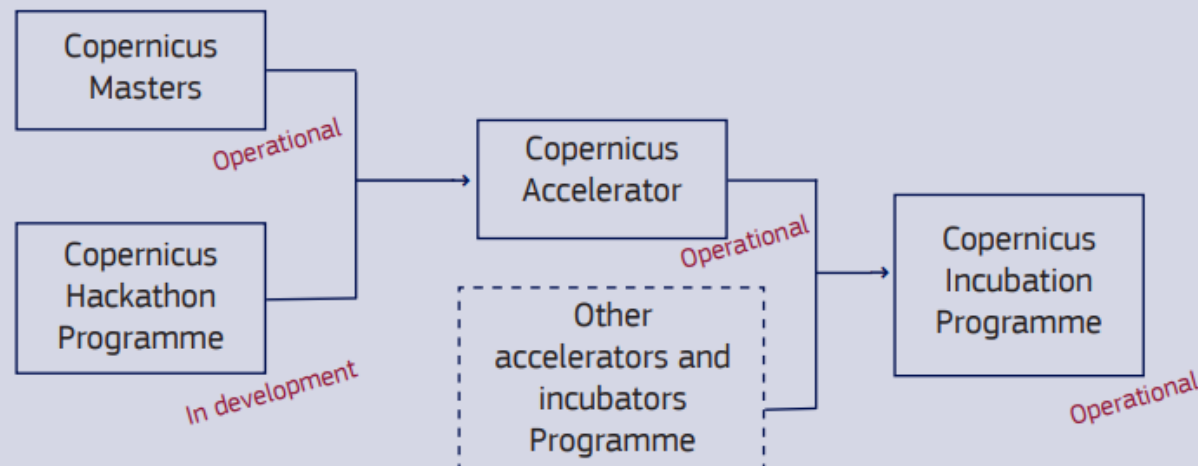 Copernicus
Masters
Operational
Copernicus
Hackathon
Programme
In development
Copernicus
Accelerator
Operational
Other
accelerators and
incubators
Programme
Copernicus
Incubation
Programme
Operational